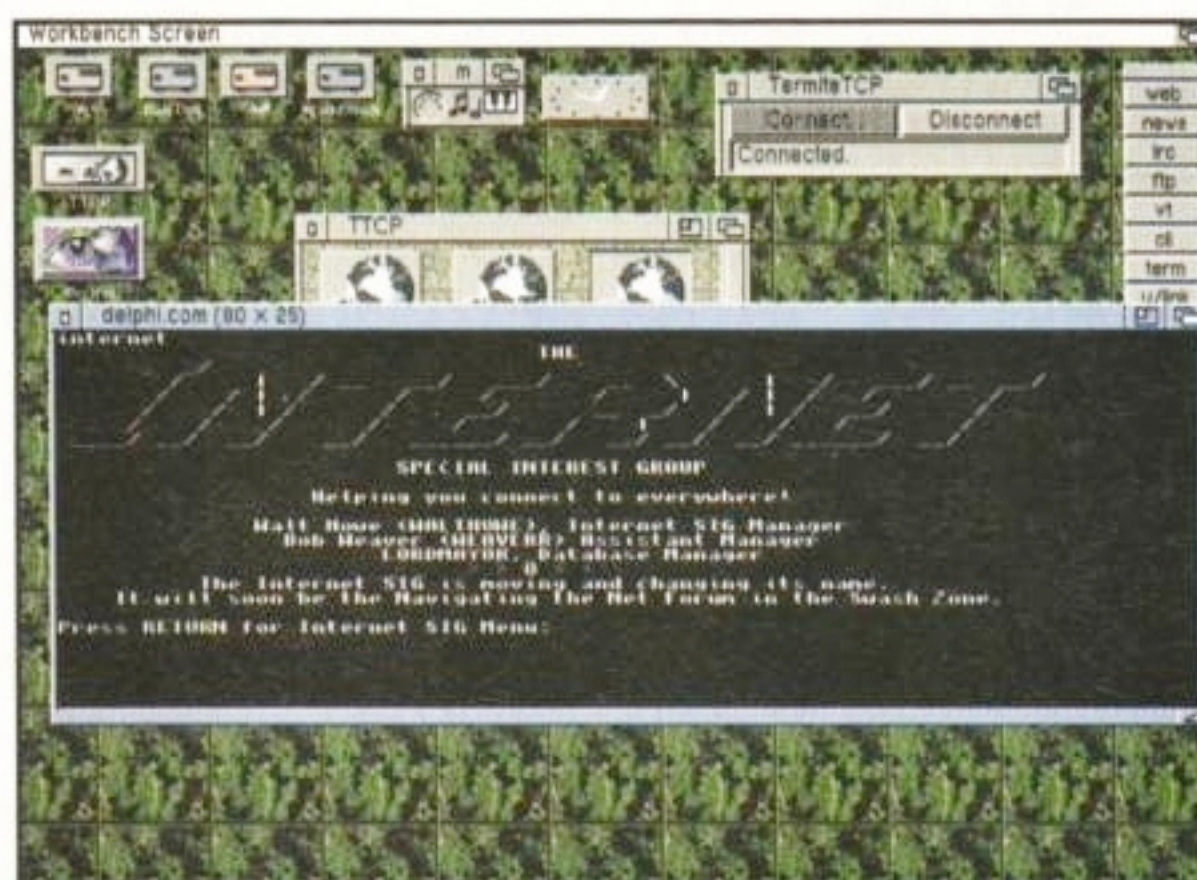 Workbench Screen
m
TermiteTCP
Connect...
Disconnect
Connected.
web
news
irc
ftp
vt
cli
term
TTCP
delphi.com (80 × 25)
internet
THE
INTERNET
SPECIAL INTEREST GROUP
Helping you connect to everywhere!
Walt Howe <WALTHOWE>, Internet SIG Manager
Bob Weaver <WEAVERB> Assistant Manager
Database Manager
The Internet SIG is moving and changing its name.
It will soon be the Navigating The Net Forum in the Swash Zone.
Press RETURN for Internet SIG Menu: